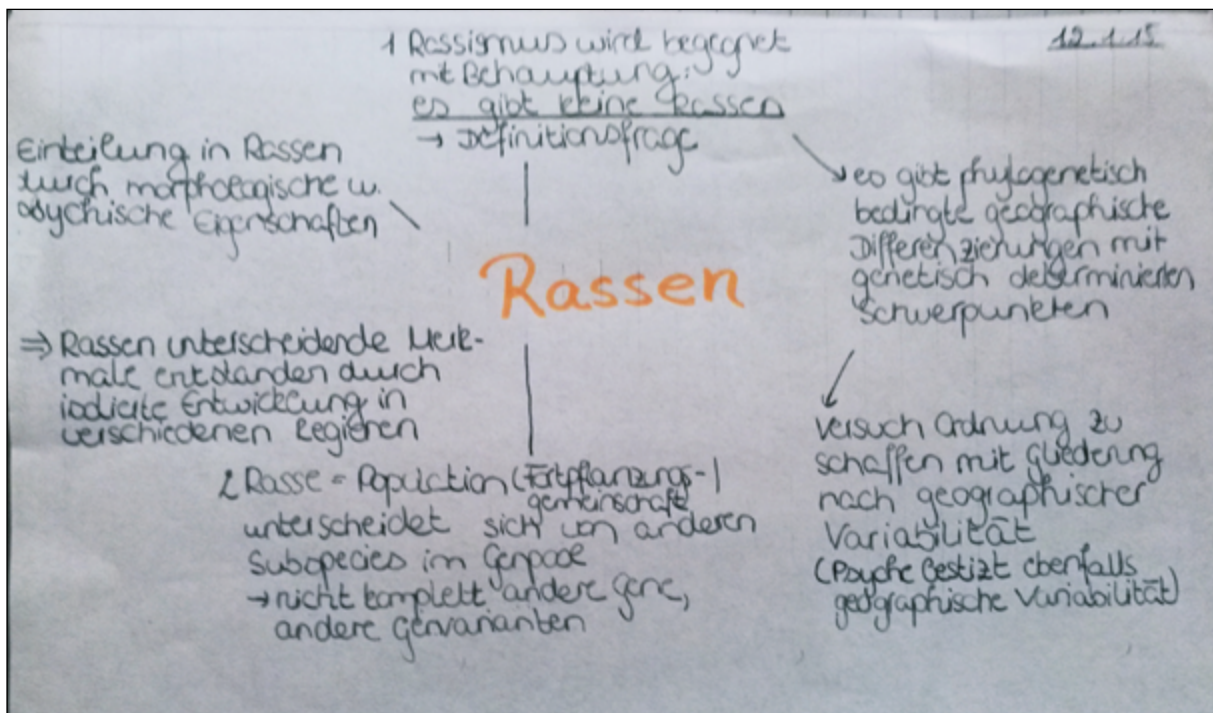 12.1.15
1 Rassismus wird begegnet
mit Behauptung:
es gibt keine Rassen
→ Definitionsfrage
Einteilung in Rassen
durch morphologische u.
psychische Eigenschaften
→ es gibt phylogenetisch
bedingte geographische
Differenzierungen mit
genetisch determinierten
Schwerpunkten
Rassen
⇒ Rassen unterscheidende Merk-
male entstanden durch
isolierte Entwicklung in
verschiedenen Regionen
Versuch Ordnung zu
schaffen mit Gliederung
nach geographischer
Variabilität
(Psyche bestizt ebenfalls
geographische Variabilität)
2 Rasse = Population (Fortpflanzungs-)
gemeinschaft
unterscheidet sich von anderen
Subspecies im Genpool
→ nicht komplett andere Gene,
andere Genvarianten